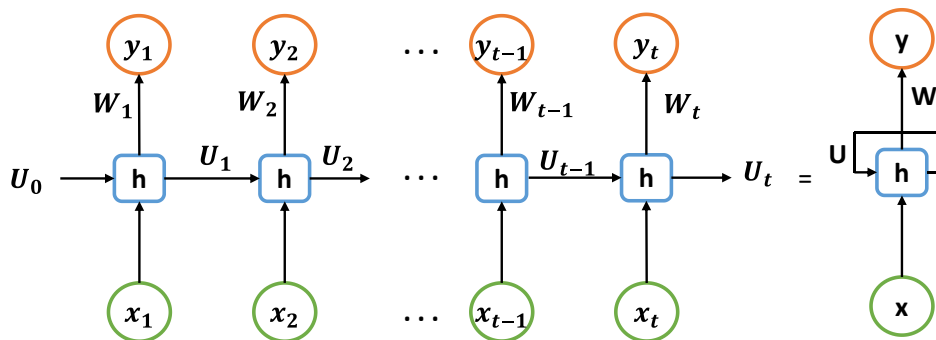 y₁ y₂ ... yₜ₋₁ yₜ y
W₁ W₂ Wₜ₋₁ Wₜ W
U₀ h U₁ h U₂ ... h Uₜ₋₁ h Uₜ = U h
x₁ x₂ ... xₜ₋₁ xₜ x